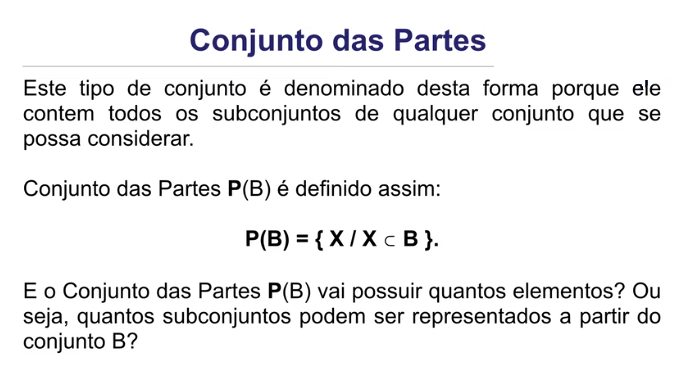 Conjunto das Partes
Este tipo de conjunto é denominado desta forma porque ele
contem todos os subconjuntos de qualquer conjunto que se
possa considerar.
Conjunto das Partes P(B) é definido assim:
P(B) = { X / X ⊂ B }.
E o Conjunto das Partes P(B) vai possuir quantos elementos? Ou
seja, quantos subconjuntos podem ser representados a partir do
conjunto B?